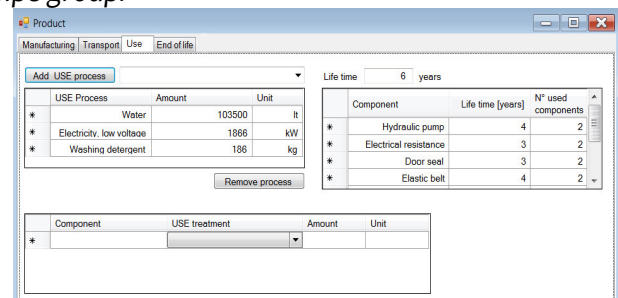 Product
Manufacturing Transport Use End of life
Add USE process
Life time 6 years
USE Process Amount Unit
* Water 103500 lt
* Electricity, low voltage 1866 kW
* Washing detergent 186 kg
Remove process
Component Life time [years] N° used components
* Hydraulic pump 4 2
* Electrical resistance 3 2
* Door seal 3 2
* Elastic belt 4 2
Component USE treatment Amount Unit
*